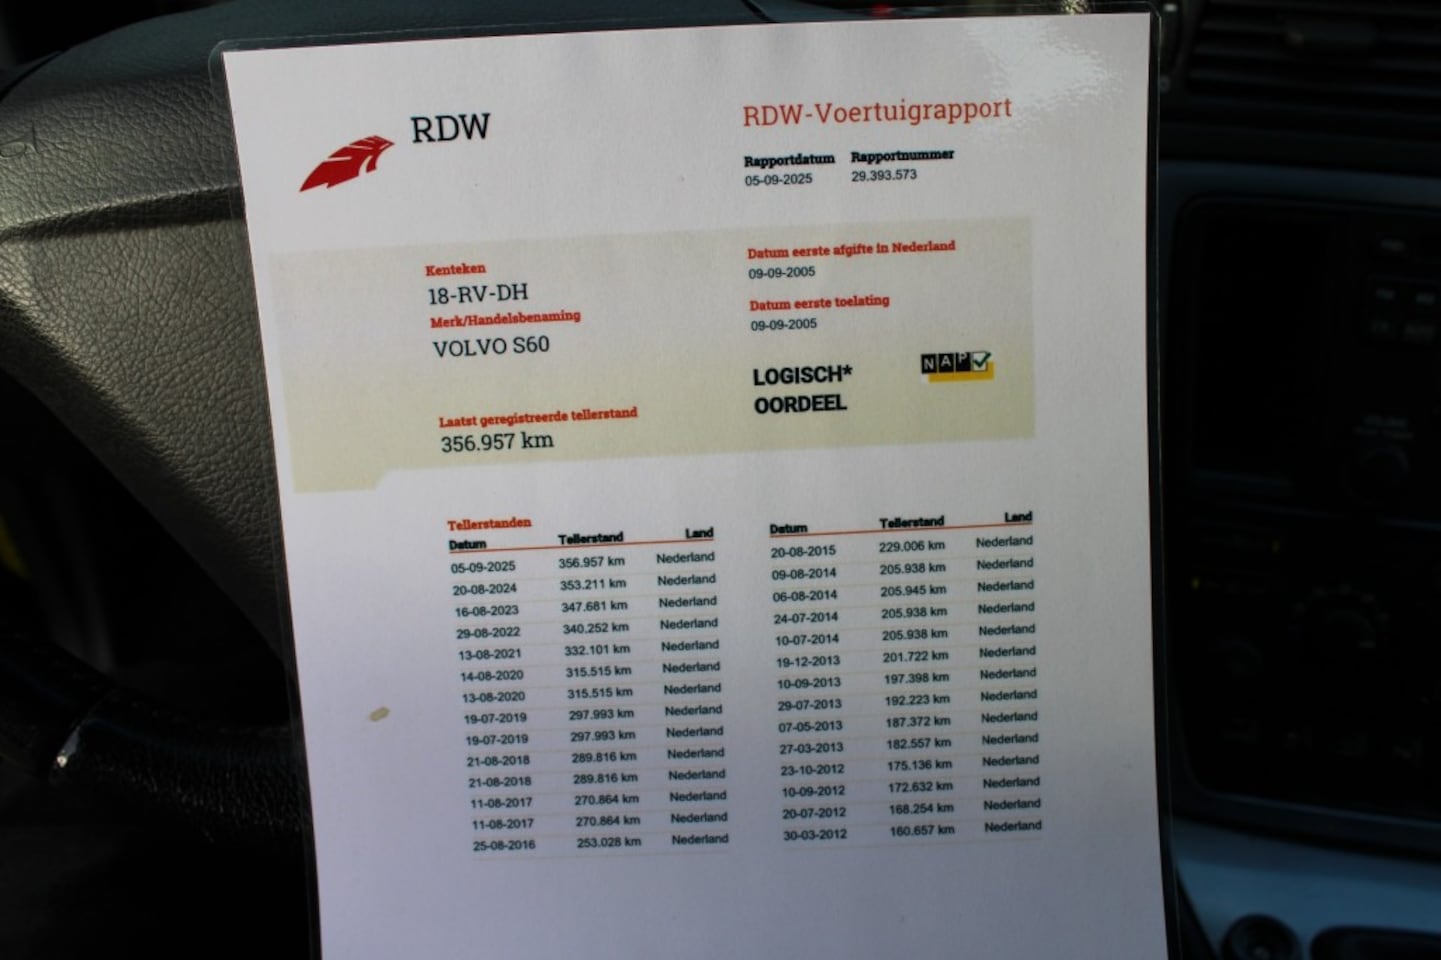 RDW
RDW-Voertuigrapport
Rapportdatum Rapportnummer
05-09-2025 29.393.573
Kenteken
18-RV-DH
Merk/Handelsbenaming
VOLVO S60
Laatst geregistreerde tellerstand
356.957 km
Datum eerste afgifte in Nederland
09-09-2005
Datum eerste toelating
09-09-2005
LOGISCH*
OORDEEL
NAP
Tellerstanden
Datum Tellerstand Land
05-09-2025 356.957 km Nederland
20-08-2024 353.211 km Nederland
16-08-2023 347.681 km Nederland
29-08-2022 340.252 km Nederland
13-08-2021 332.101 km Nederland
14-08-2020 315.515 km Nederland
13-08-2020 315.515 km Nederland
19-07-2019 297.993 km Nederland
19-07-2019 297.993 km Nederland
21-08-2018 289.816 km Nederland
21-08-2018 289.816 km Nederland
11-08-2017 270.864 km Nederland
11-08-2017 270.864 km Nederland
25-08-2016 253.028 km Nederland
Datum Tellerstand Land
20-08-2015 229.006 km Nederland
09-08-2014 205.938 km Nederland
06-08-2014 205.945 km Nederland
24-07-2014 205.938 km Nederland
10-07-2014 205.938 km Nederland
19-12-2013 201.722 km Nederland
10-09-2013 197.398 km Nederland
29-07-2013 192.223 km Nederland
07-05-2013 187.372 km Nederland
27-03-2013 182.557 km Nederland
23-10-2012 175.136 km Nederland
10-09-2012 172.632 km Nederland
20-07-2012 168.254 km Nederland
30-03-2012 160.657 km Nederland